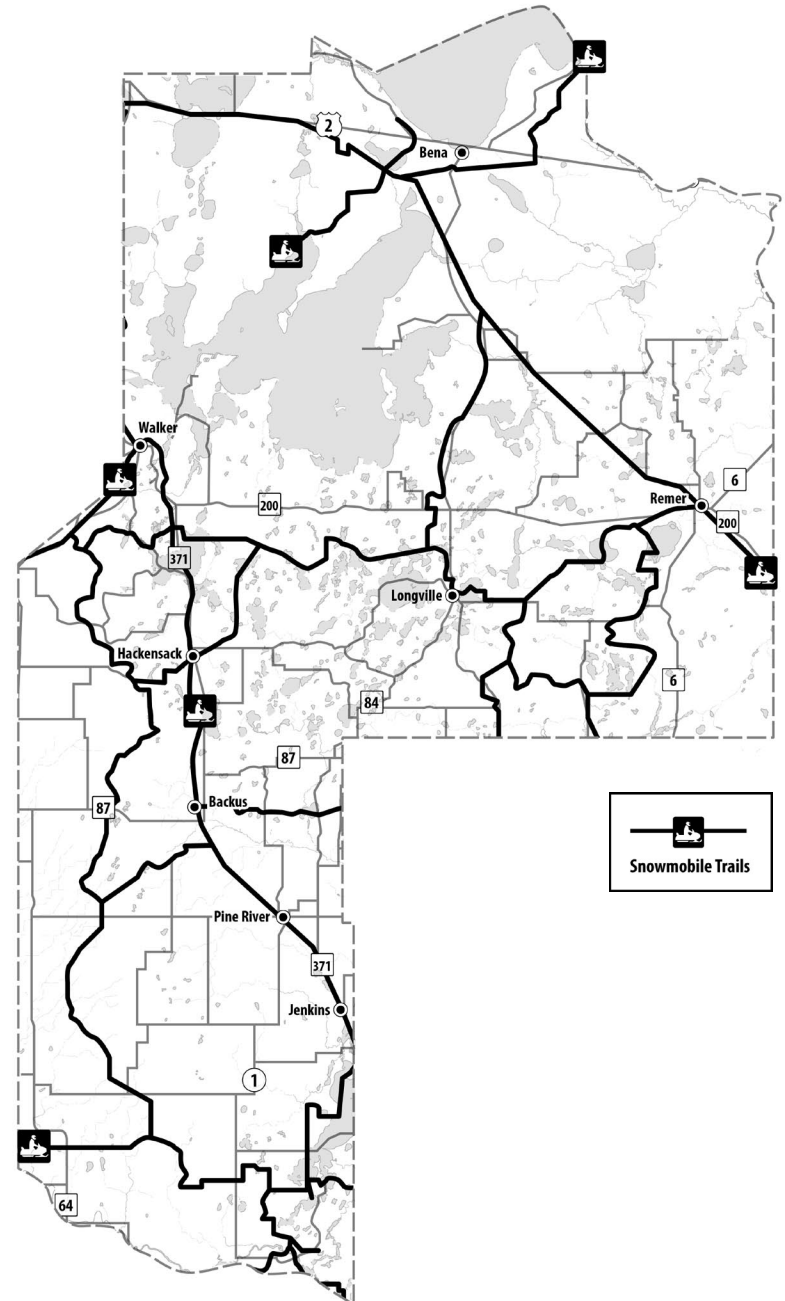 2
Bena
Walker
6
Remer
200
200
371
Longville
Hackensack
6
84
87
Backus
87
Snowmobile Trails
Pine River
371
Jenkins
1
64